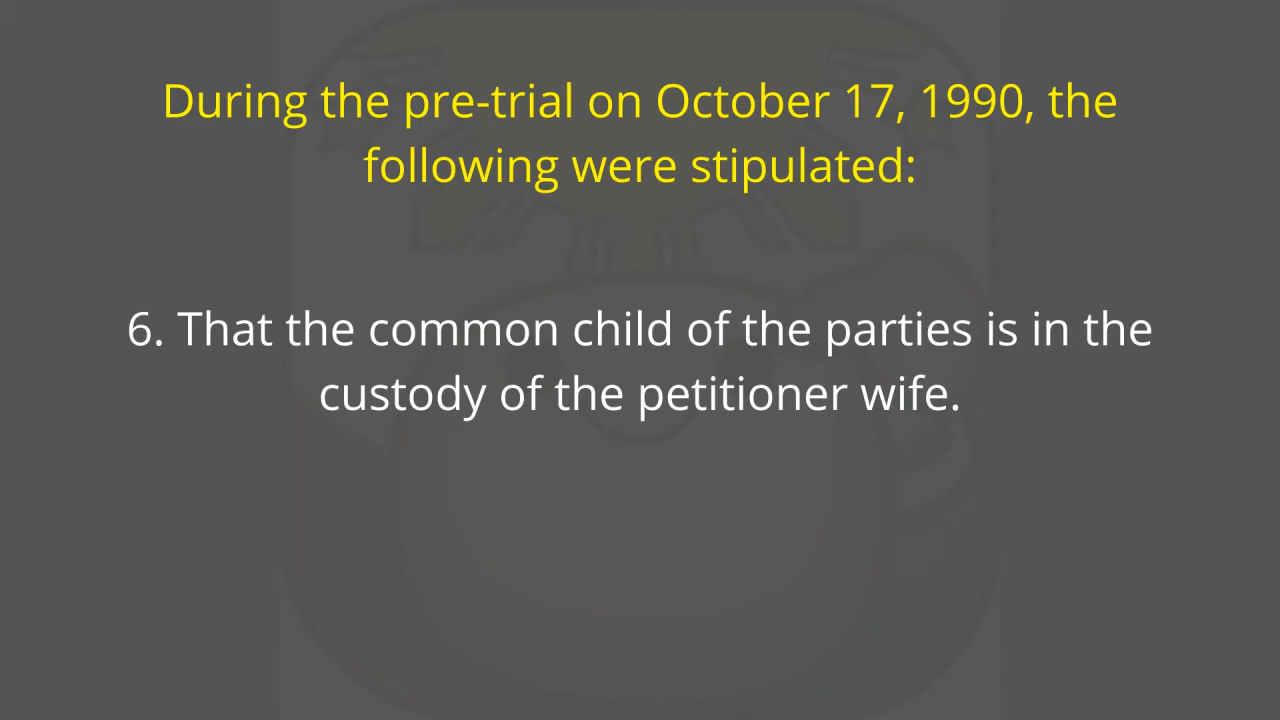 During the pre-trial on October 17, 1990, the
following were stipulated:
6. That the common child of the parties is in the
custody of the petitioner wife.